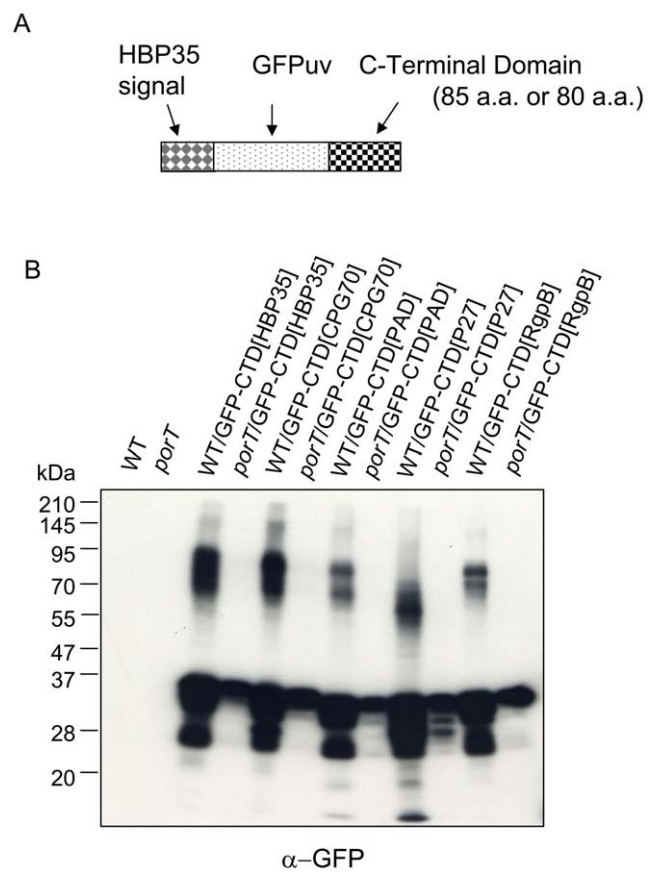 A
HBP35
signal
GFPuv
C-Terminal Domain
(85 a.a. or 80 a.a.)
B
WT
porT
WT/GFP-CTD[HBP35]
porT/GFP-CTD[HBP35]
WT/GFP-CTD[CPG70]
porT/GFP-CTD[CPG70]
WT/GFP-CTD[PAD]
porT/GFP-CTD[PAD]
WT/GFP-CTD[P27]
porT/GFP-CTD[P27]
WT/GFP-CTD[RgpB]
porT/GFP-CTD[RgpB]
kDa
210
145
95
70
55
47
37
28
20
α–GFP